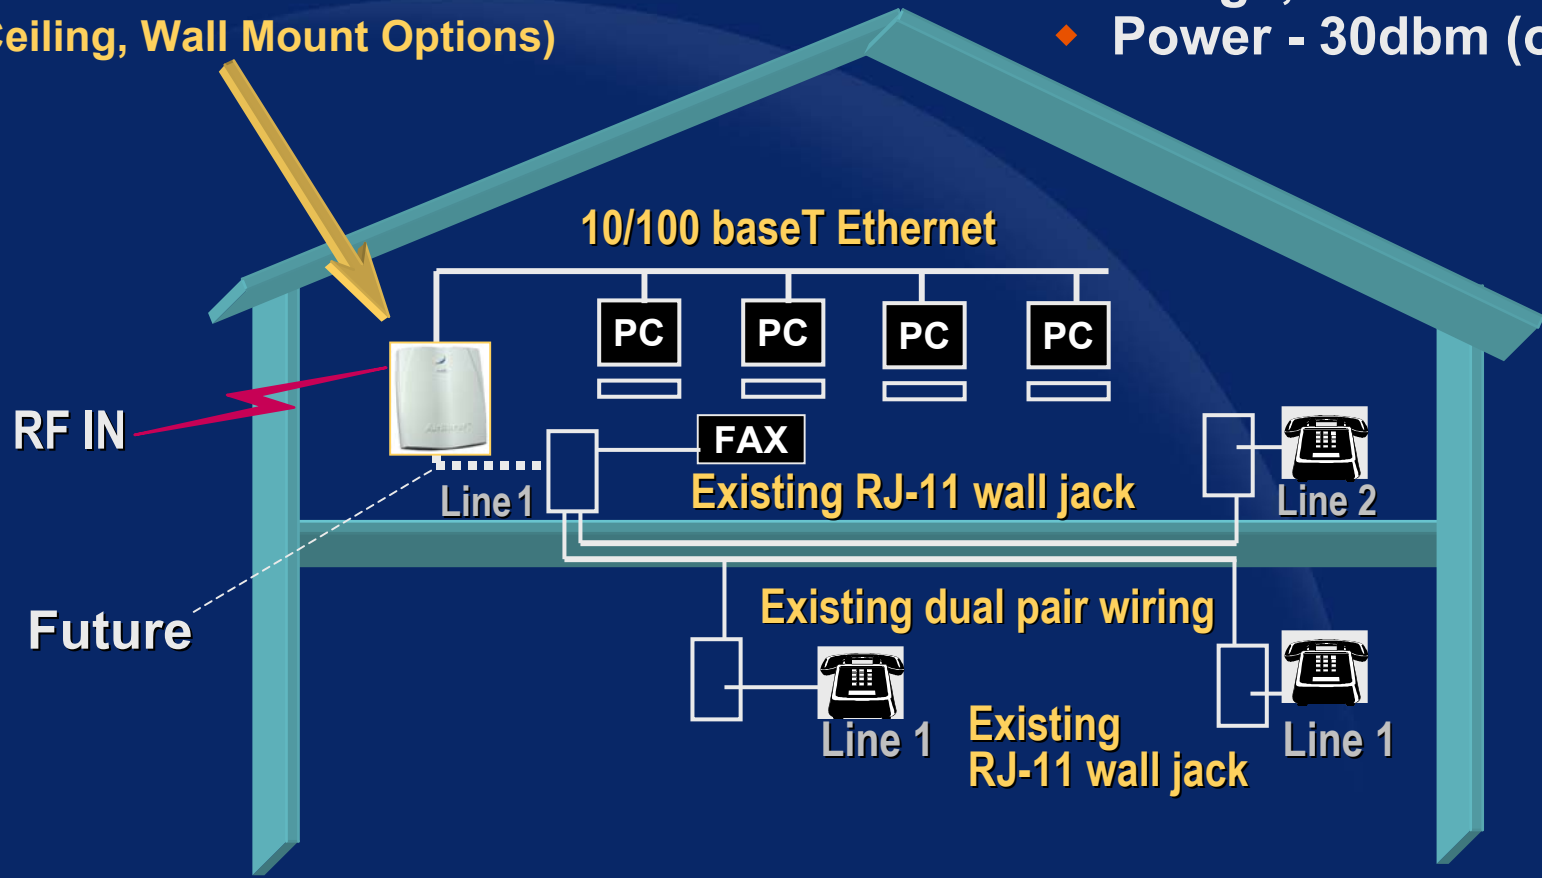 Ceiling, Wall Mount Options)
Power - 30dbm (
10/100 baseT Ethernet
PC
PC
PC
PC
RF IN
FAX
Line 1
Existing RJ-11 wall jack
Line 2
Future
Existing dual pair wiring
Line 1
Existing
RJ-11 wall jack
Line 1